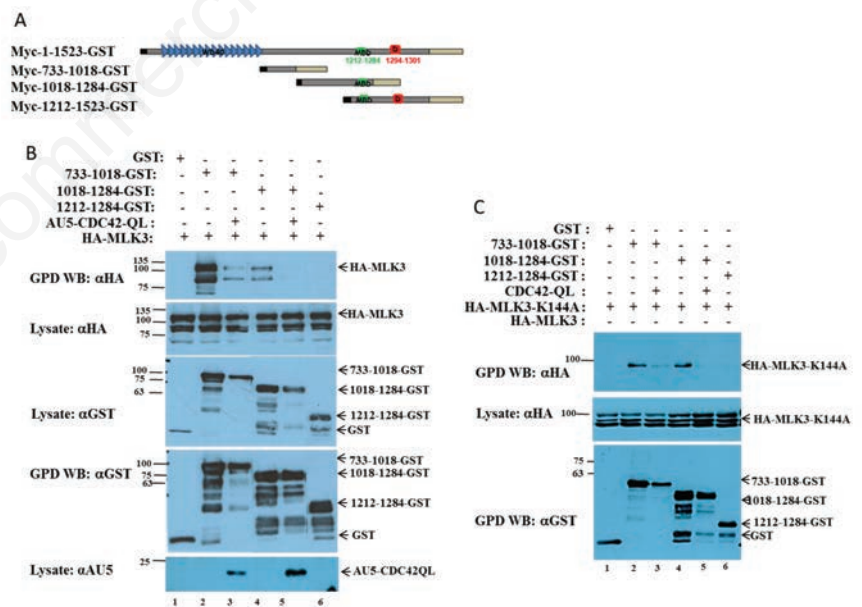 commerc
A
Myc-1-1523-GST
WD40
MBD
D
1212-1284
1294-1301
Myc-733-1018-GST
Myc-1018-1284-GST
MBD
Myc-1212-1523-GST
MBD
D
B
GST: + - - - - -
733-1018-GST: - + + - - -
1018-1284-GST: - - - + + -
1212-1284-GST: - - - - - +
AU5-CDC42-QL : - - + - + -
HA-MLK3: + + + + + +
GPD WB: αHA
135
100
75
HA-MLK3
Lysate: αHA
135
100
75
HA-MLK3
Lysate: αGST
100
75
63
733-1018-GST
1018-1284-GST
1212-1284-GST
GST
GPD WB: αGST
100
75
63
733-1018-GST
1018-1284-GST
1212-1284-GST
GST
Lysate: αAU5
25
AU5-CDC42QL
1 2 3 4 5 6
C
GST : + - - - - -
733-1018-GST: - + + - - -
1018-1284-GST: - - - + + -
1212-1284-GST: - - - - - +
CDC42-QL : - - + - + -
HA-MLK3-K144A: + + + + + +
HA-MLK3:
GPD WB: αHA
100
HA-MLK3-K144A
Lysate: αHA
100
HA-MLK3-K144A
GPD WB: αGST
75
63
733-1018-GST
1018-1284-GST
1212-1284-GST
GST
1 2 3 4 5 6